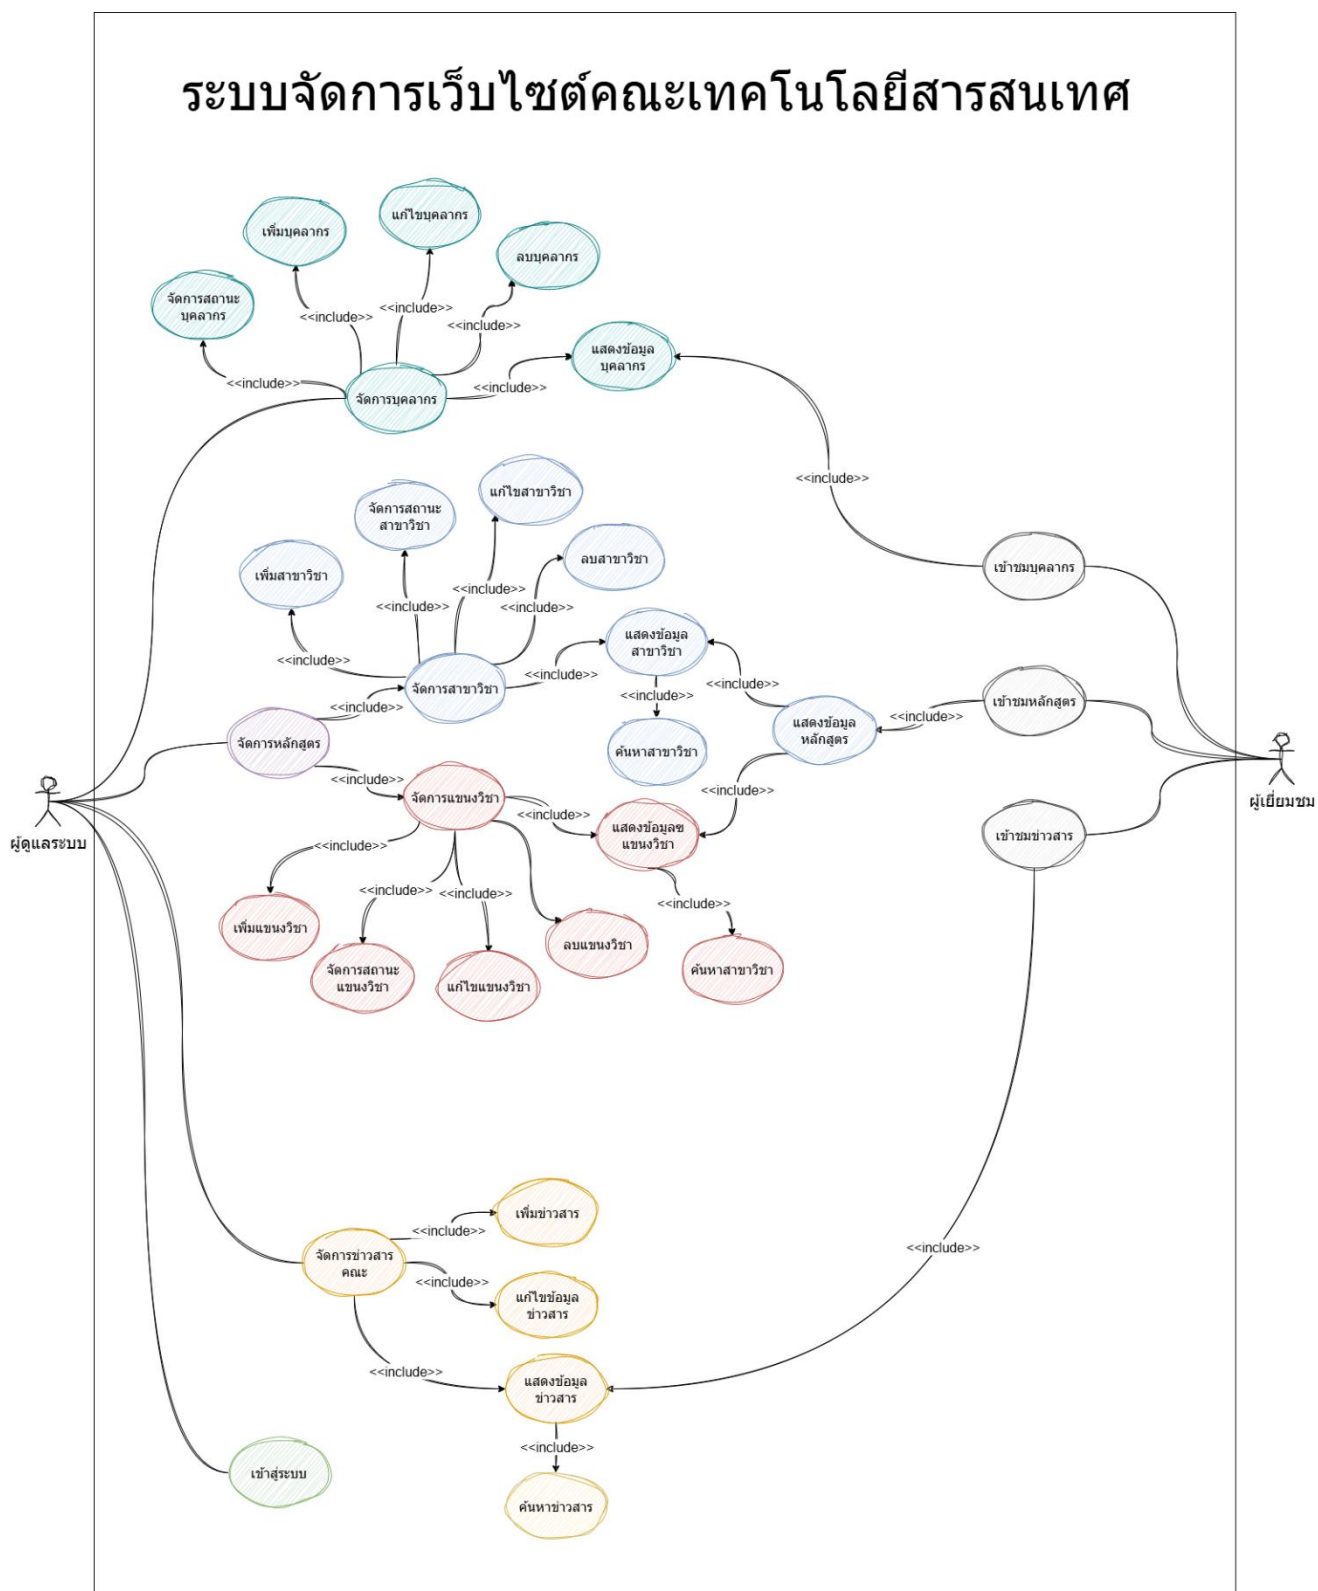 ระบบจัดการเว็บไซต์คณะเทคโนโลยีสารสนเทศ
แก้ไขบุคลากร
เพิ่มบุคลากร
ลบบุคลากร
จัดการสถานะ
บุคลากร
<<include>>
<<include>>
<<include>>
แสดงข้อมูล
บุคลากร
<<include>>
<<include>>
จัดการบุคลากร
<<include>>
แก้ไขสาขาวิชา
จัดการสถานะ
สาขาวิชา
ลบสาขาวิชา
เพิ่มสาขาวิชา
เข้าชมบุคลากร
<<include>>
<<include>>
<<include>>
แสดงข้อมูล
สาขาวิชา
<<include>>
<<include>>
<<include>>
<<include>>
จัดการสาขาวิชา
<<include>>
<<include>>
แสดงข้อมูล
หลักสูตร
<<include>>
เข้าชมหลักสูตร
จัดการหลักสูตร
ค้นหาสาขาวิชา
<<include>>
<<include>>
จัดการแขนงวิชา
<<include>>
แสดงข้อมูลฃ
แขนงวิชา
เข้าชมข่าวสาร
ผู้ดูแลระบบ
ผู้เยี่ยมชม
<<include>>
<<include>>
<<include>>
<<include>>
เพิ่มแขนงวิชา
ลบแขนงวิชา
จัดการสถานะ
แขนงวิชา
แก้ไขแขนงวิชา
ค้นหาสาขาวิชา
เพิ่มข่าวสาร
<<include>>
<<include>>
จัดการข่าวสาร
คณะ
<<include>>
แก้ไขข้อมูล
ข่าวสาร
<<include>>
แสดงข้อมูล
ข่าวสาร
<<include>>
เข้าสู่ระบบ
ค้นหาข่าวสาร